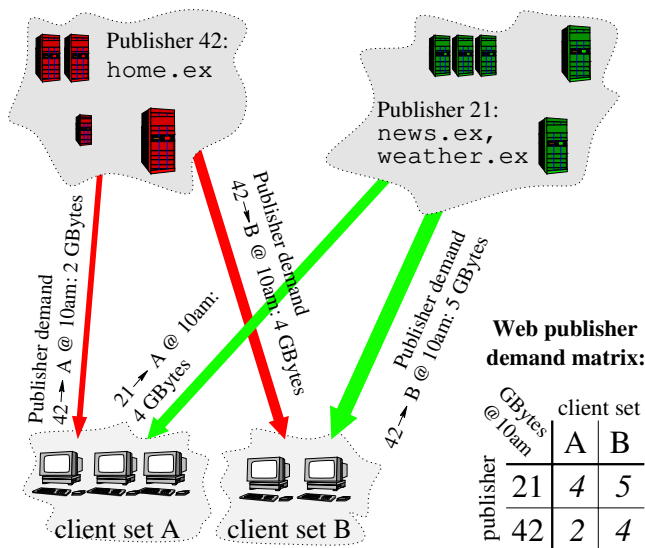 Publisher 42:
home.ex
Publisher 21:
news.ex,
weather.ex
Publisher demand
42→A @ 10am: 2 GBytes
Publisher demand
42→B @ 10am: 4 GBytes
21→A @ 10am:
4 GBytes
Publisher demand
42→B @ 10am: 5 GBytes
client set A
client set B
Web publisher
demand matrix:
GBytes
@10am
client set
A B
publisher
21 4 5
42 2 4